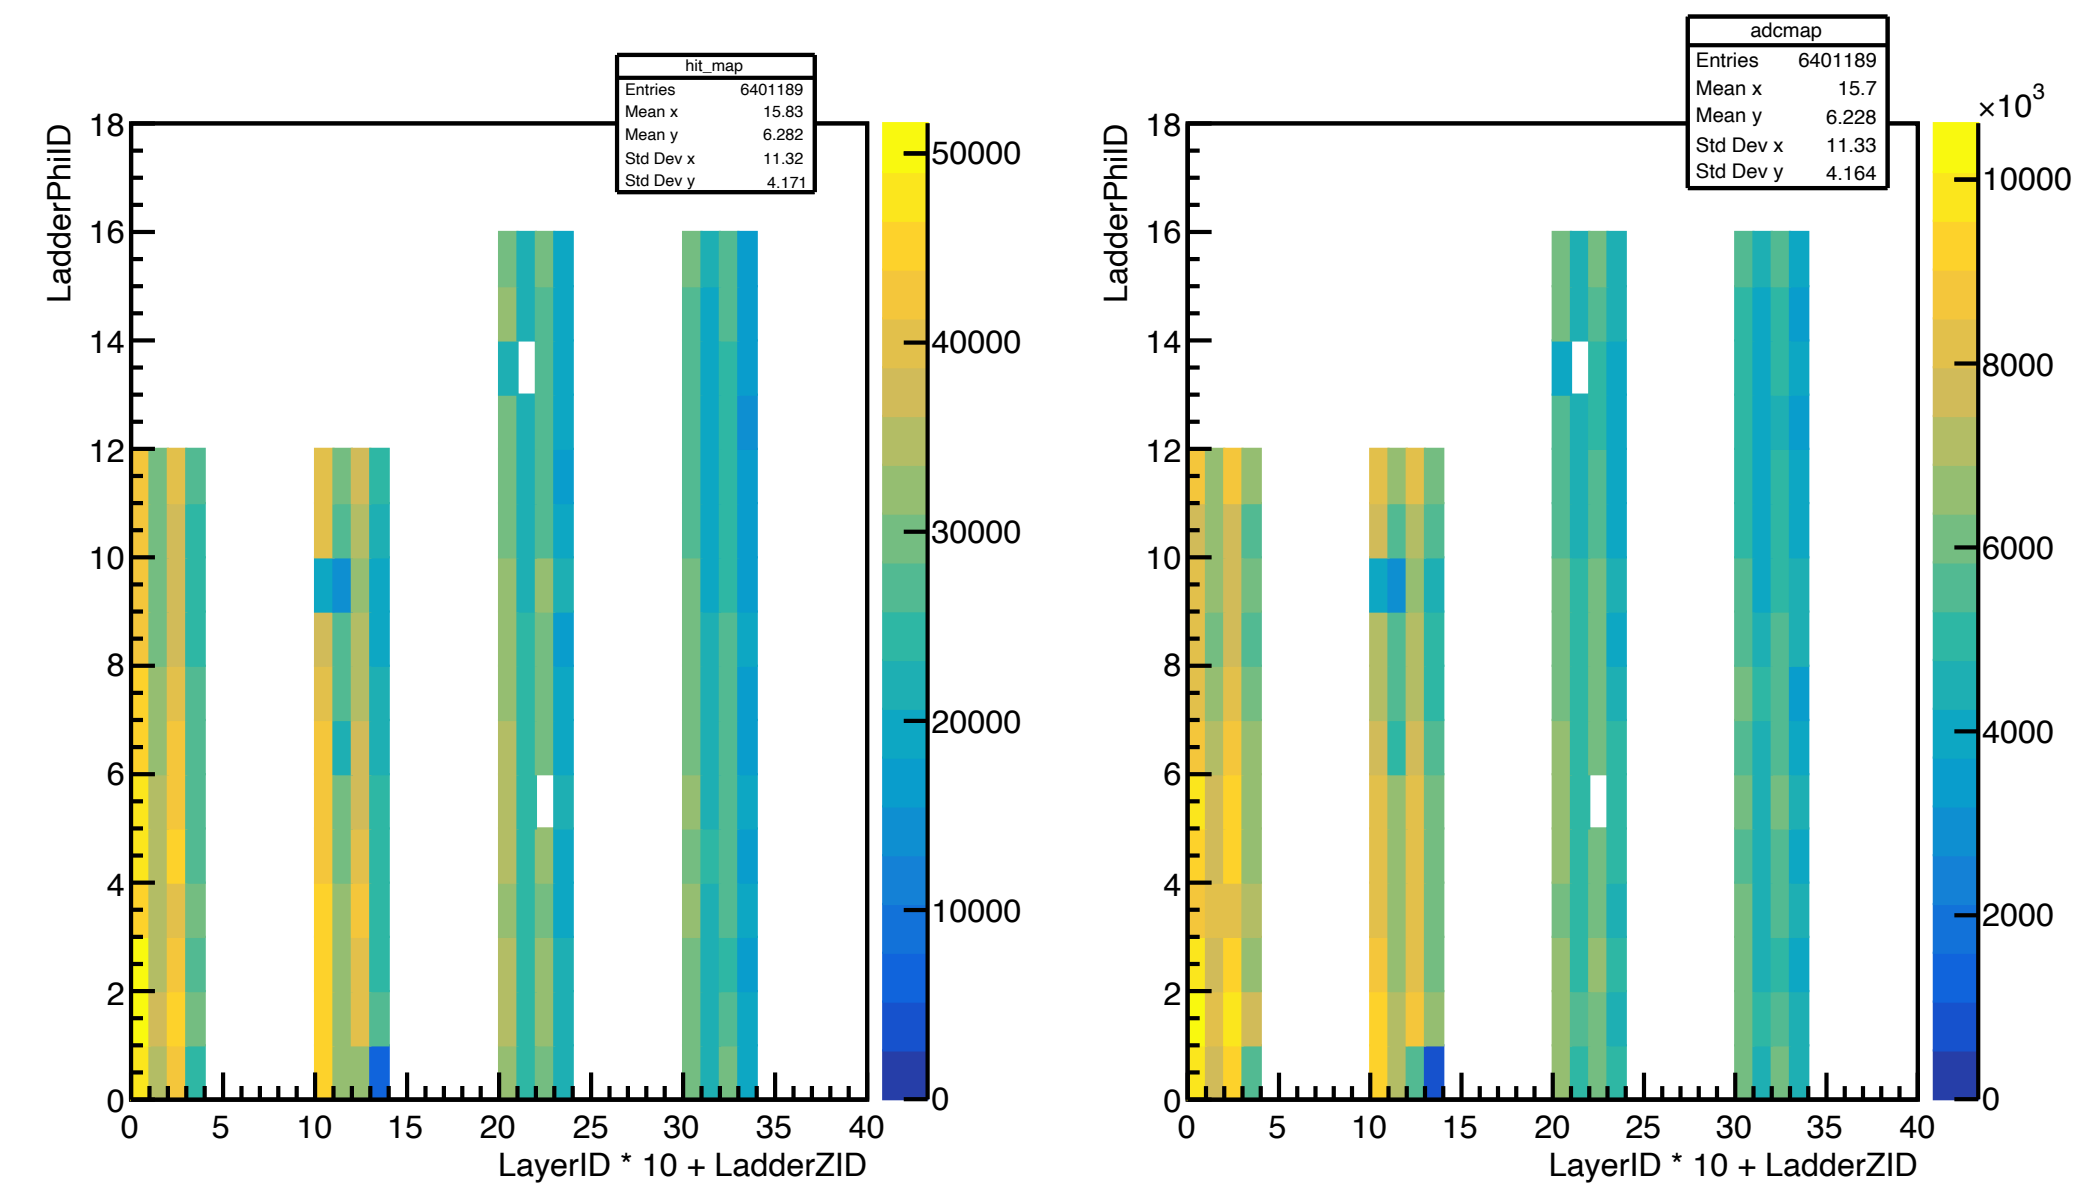 hit_map
Entries 6401189
Mean x 15.83
Mean y 6.282
Std Dev x 11.32
Std Dev y 4.171
LadderPhiID
18
16
14
12
10
8
6
4
2
0
0 5 10 15 20 25 30 35 40
LayerID * 10 + LadderZID
50000
40000
30000
20000
10000
0
adcmap
Entries 6401189
Mean x 15.7
Mean y 6.228
Std Dev x 11.33
Std Dev y 4.164
LadderPhiID
18
16
14
12
10
8
6
4
2
0
0 5 10 15 20 25 30 35 40
LayerID * 10 + LadderZID
×10³
10000
8000
6000
4000
2000
0